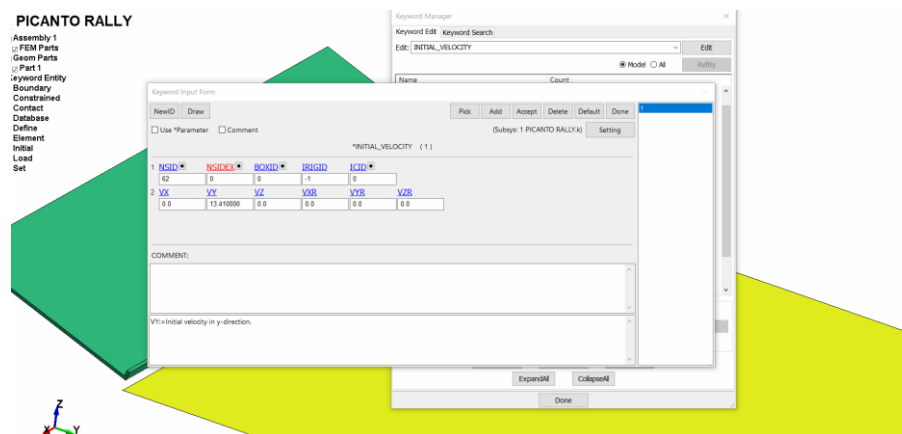 PICANTO RALLY
Assembly 1
FEM Parts
Geom Parts
Part 1
eyword Entity
Boundary
Constrained
Contact
Database
Define
Element
Initial
Load
Set
Keyword Manager
Keyword Edit Keyword Search
Edit: INITIAL_VELOCITY Edit
Model All RefBy
Name Count
Keyword Input Form
NewID Draw Pick Add Accept Delete Default Done
1
Use *Parameter Comment (Subsys: 1 PICANTO RALLY.k) Setting
*INITIAL_VELOCITY (1)
1 NSID NSIDEX BOXID IRIGID ICID
62 0 0 -1 0
2 VX VY VZ VXR VYR VZR
0.0 13.410000 0.0 0.0 0.0 0.0
COMMENT:
VY:=Initial velocity in y-direction.
ExpandAll CollapseAll
Done
Z
X Y